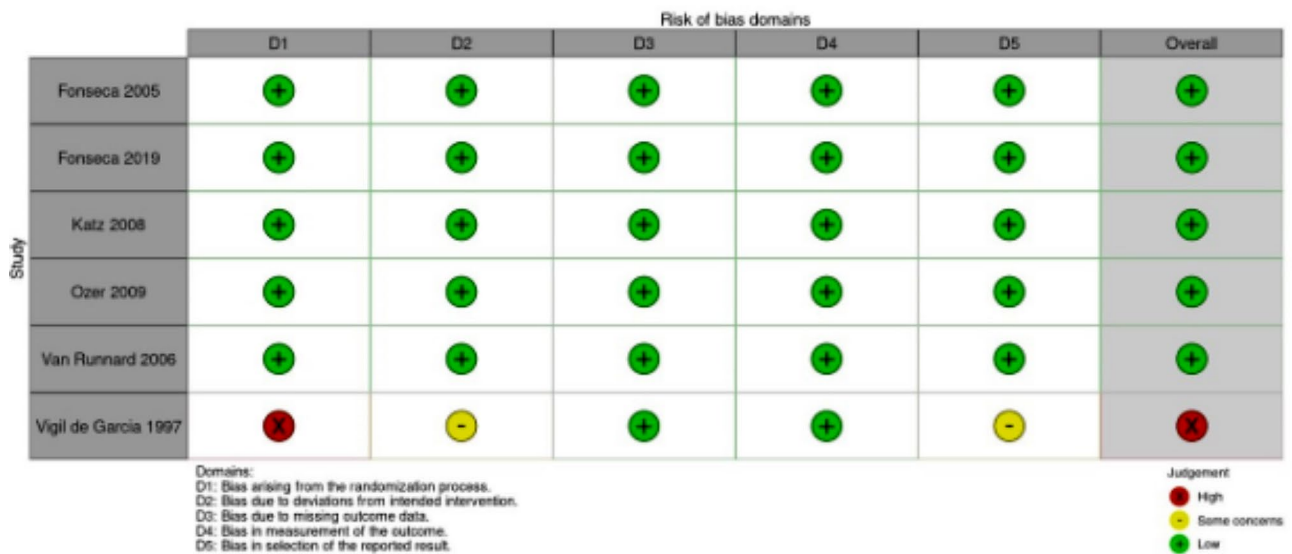 Risk of bias domains
D1 D2 D3 D4 D5 Overall
Study
Fonseca 2005 + + + + + +
Fonseca 2019 + + + + + +
Katz 2008 + + + + + +
Ozer 2009 + + + + + +
Van Runnard 2006 + + + + + +
Vigil de Garcia 1997 X - + + - X
Domains:
D1: Bias arising from the randomization process.
D2: Bias due to deviations from intended intervention.
D3: Bias due to missing outcome data.
D4: Bias in measurement of the outcome.
D5: Bias in selection of the reported result.
Judgement
X High
- Some concerns
+ Low